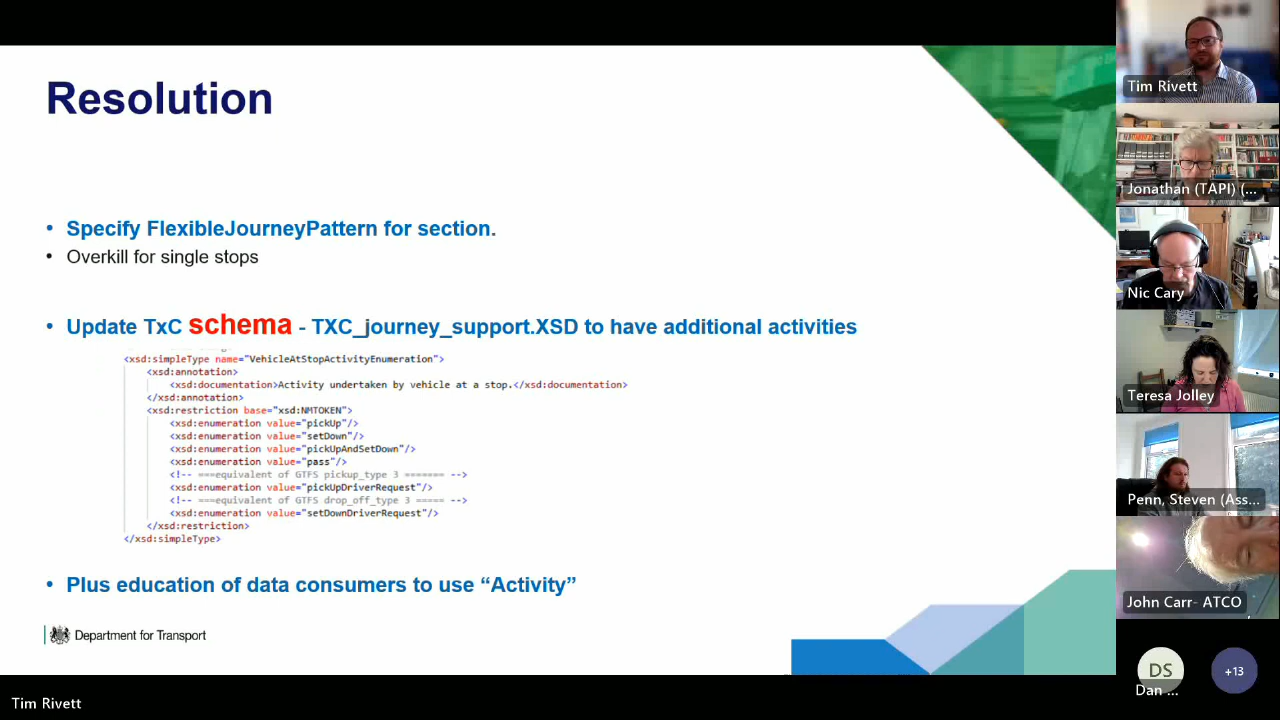 Resolution
• Specify FlexibleJourneyPattern for section.
• Overkill for single stops
• Update TxC schema - TXC_journey_support.XSD to have additional activities
<xsd:simpleType name="VehicleAtStopActivityEnumeration">
<xsd:annotation>
<xsd:documentation>Activity undertaken by vehicle at a stop.</xsd:documentation>
</xsd:annotation>
<xsd:restriction base="xsd:NMTOKEN">
<xsd:enumeration value="pickUp"/>
<xsd:enumeration value="setDown"/>
<xsd:enumeration value="pickUpAndSetDown"/>
<xsd:enumeration value="pass"/>
<!-- ===equivalent of GTFS pickup_type 3 ======= -->
<xsd:enumeration value="pickUpDriverRequest"/>
<!-- ===equivalent of GTFS drop_off_type 3 ===== -->
<xsd:enumeration value="setDownDriverRequest"/>
</xsd:restriction>
</xsd:simpleType>
• Plus education of data consumers to use “Activity”
Department for Transport
Tim Rivett
Tim Rivett
Jonathan (TAPI) (...
Nic Cary
Teresa Jolley
Penn, Steven (Ass...
John Carr- ATCO
DS
Dan ...
+13